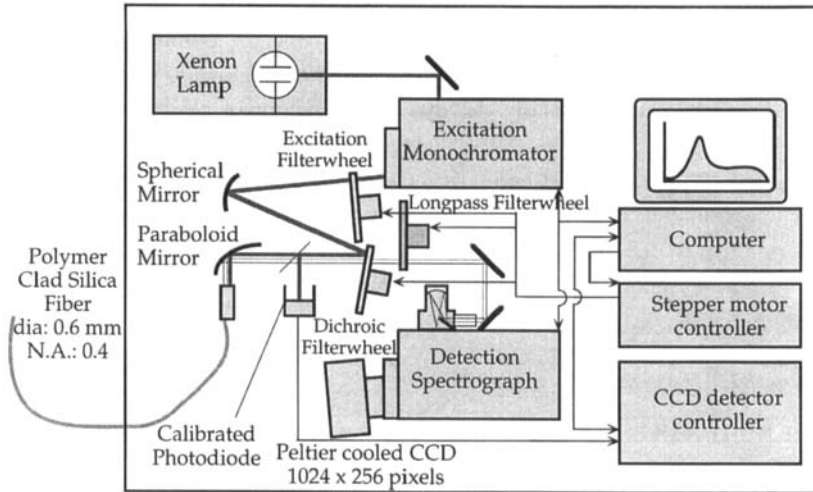 Xenon
Lamp
Excitation
Filterwheel
Excitation
Monochromator
Spherical
Mirror
Longpass Filterwheel
Paraboloid
Mirror
Computer
Polymer
Clad Silica
Fiber
dia: 0.6 mm
N.A.: 0.4
Stepper motor
controller
Dichroic
Filterwheel
Detection
Spectrograph
CCD detector
controller
Calibrated
Photodiode
Peltier cooled CCD
1024 x 256 pixels